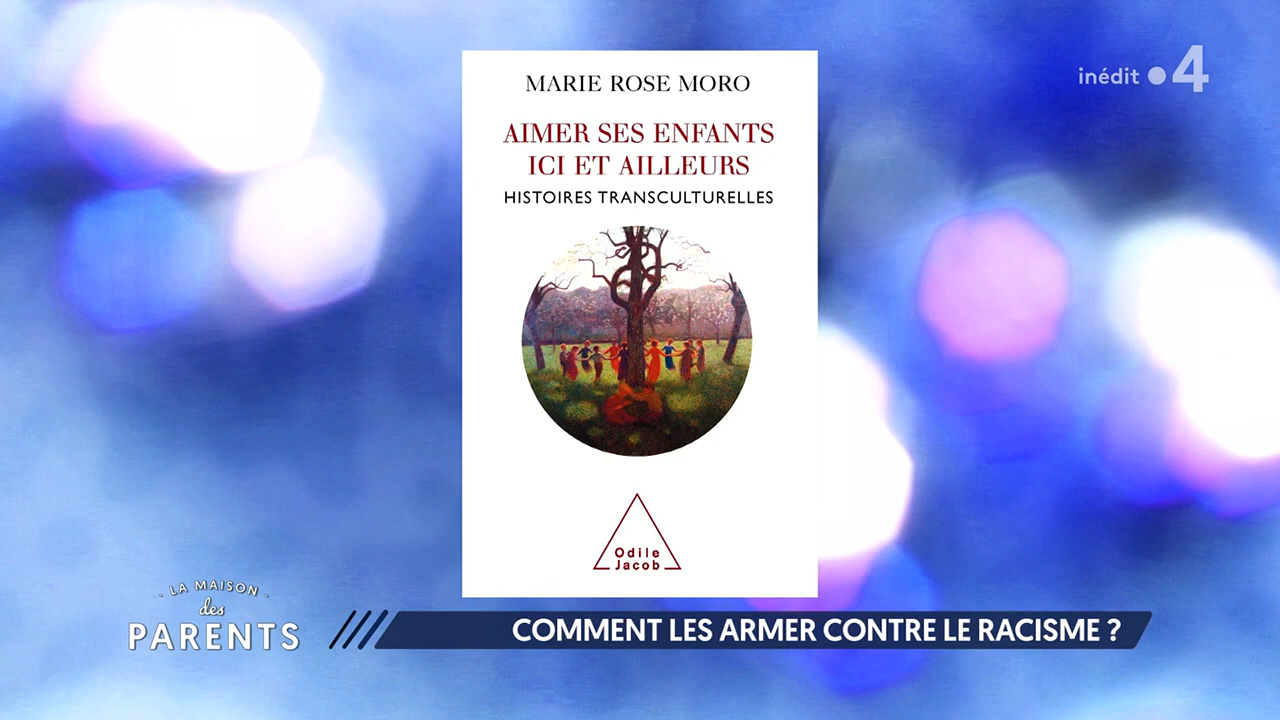 MARIE ROSE MORO
AIMER SES ENFANTS
ICI ET AILLEURS
HISTOIRES TRANSCULTURELLES
Odile
Jacob
inédit 4
LA MAISON
des
PARENTS
COMMENT LES ARMER CONTRE LE RACISME ?